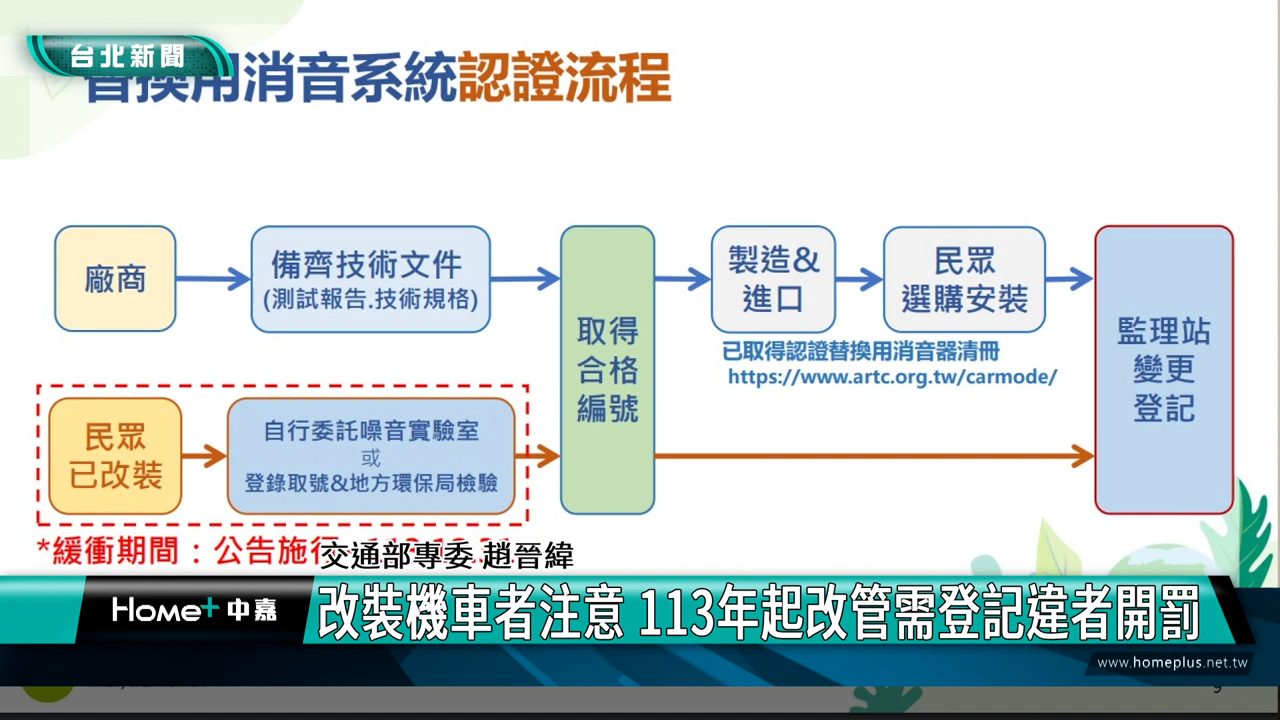 台北新聞
替換用消音系統認證流程
廠商
備齊技術文件
(測試報告.技術規格)
取得
合格
編號
製造&
進口
民眾
選購安裝
監理站
變更
登記
已取得認證替換用消音器清冊
https://www.artc.org.tw/carmode/
民眾
已改裝
自行委託噪音實驗室
或
登錄取號&地方環保局檢驗
*緩衝期間：公告施行
交通部專委 趙晉緯
Home+中嘉
改裝機車者注意 113年起改管需登記違者開罰
www.homeplus.net.tw
9